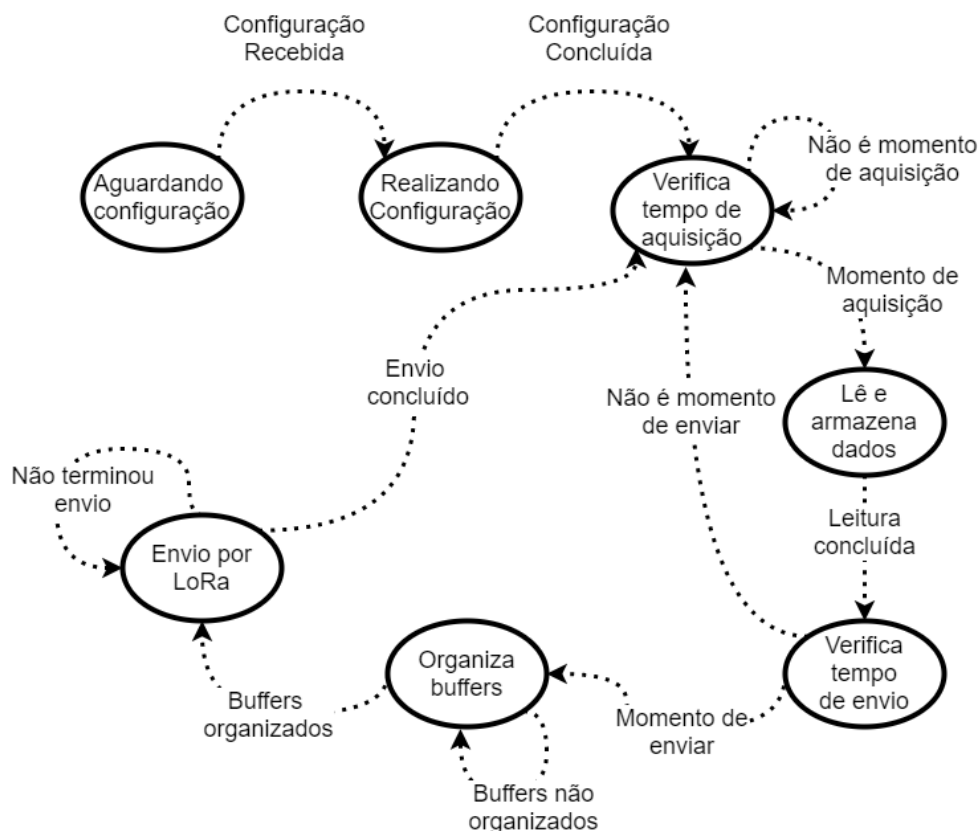 Configuração
Recebida
Configuração
Concluída
Aguardando
configuração
Realizando
Configuração
Verifica
tempo de
aquisição
Não é momento
de aquisição
Momento de
aquisição
Envio
concluído
Não é momento
de enviar
Lê e
armazena
dados
Não terminou
envio
Leitura
concluída
Envio por
LoRa
Organiza
buffers
Verifica
tempo
de envio
Buffers
organizados
Momento de
enviar
Buffers não
organizados